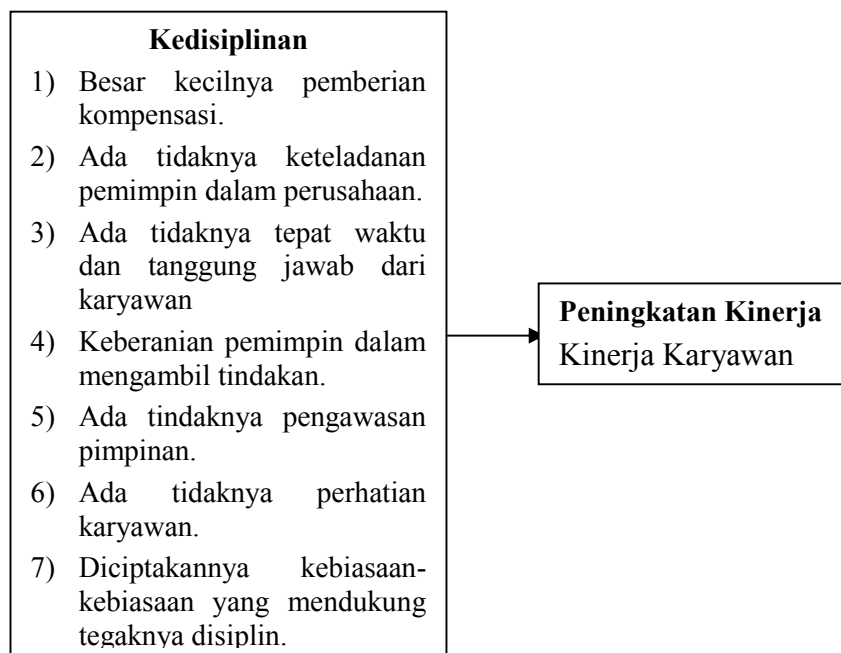 Kedisiplinan
1) Besar kecilnya pemberian
kompensasi.
2) Ada tidaknya keteladanan
pemimpin dalam perusahaan.
3) Ada tidaknya tepat waktu
dan tanggung jawab dari
karyawan
4) Keberanian pemimpin dalam
mengambil tindakan.
5) Ada tindaknya pengawasan
pimpinan.
6) Ada tidaknya perhatian
karyawan.
7) Diciptakannya kebiasaan-
kebiasaan yang mendukung
tegaknya disiplin.
Peningkatan Kinerja
Kinerja Karyawan